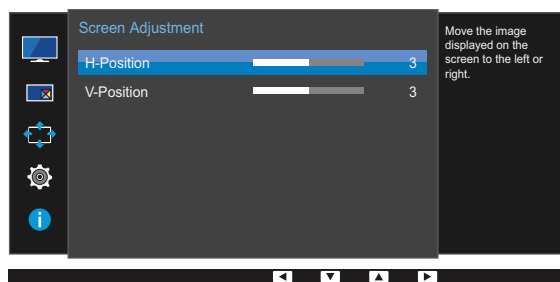 Screen Adjustment
H-Position 3
V-Position 3
Move the image
displayed on the
screen to the left or
right.